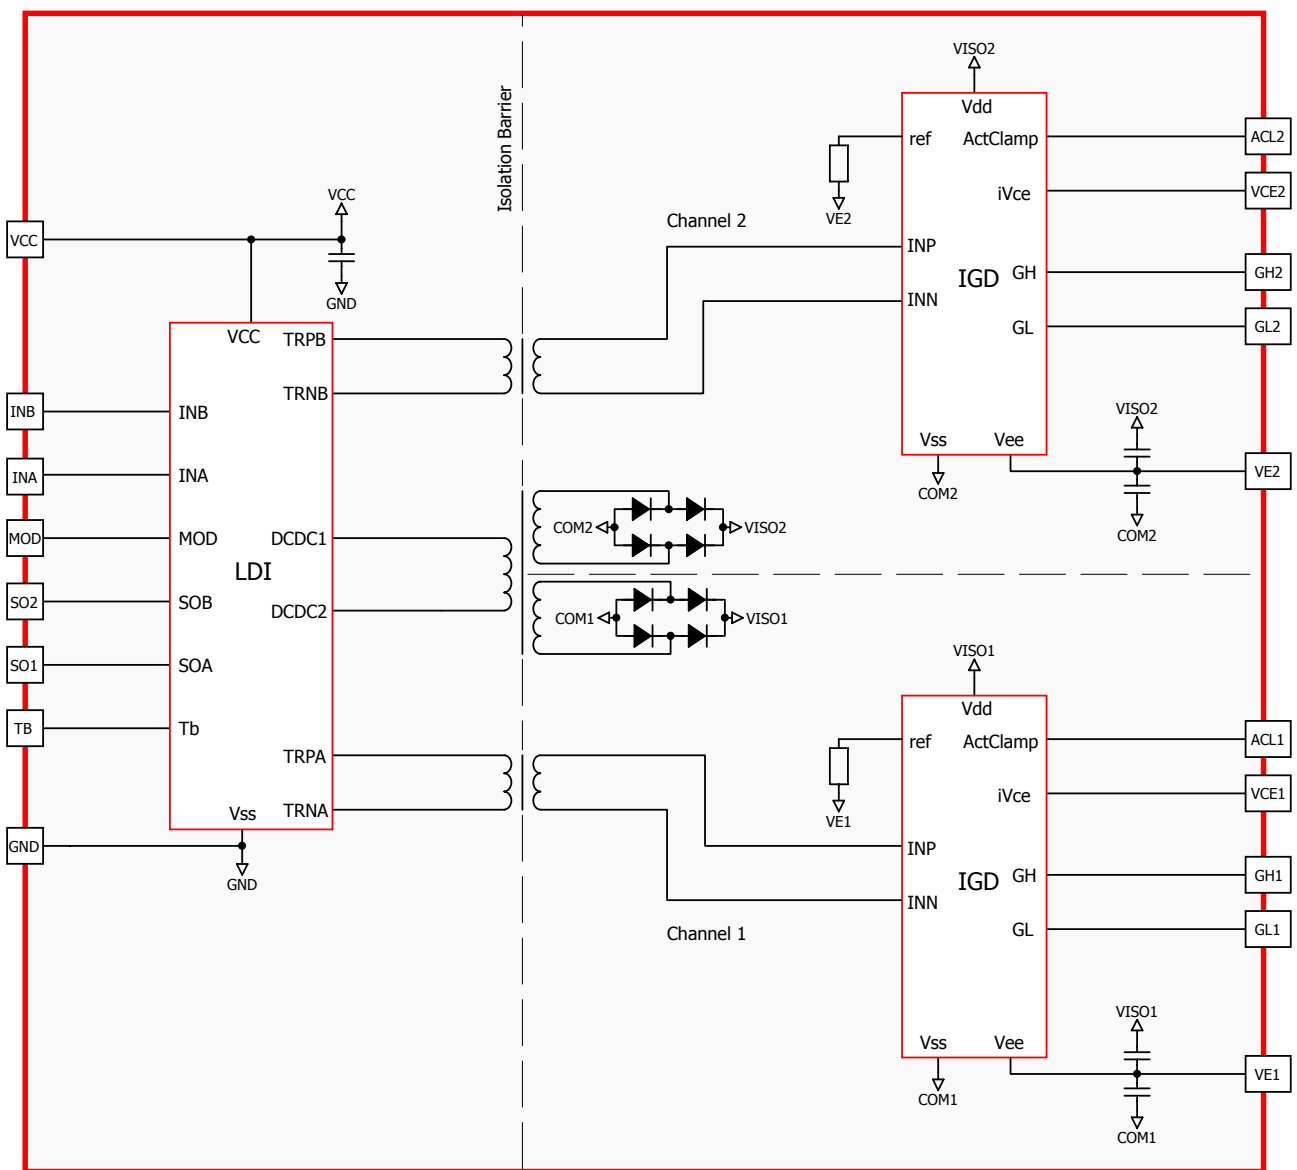 VISO2
Vdd
Isolation Barrier
ref
ActClamp
ACL2
iVce
VCE2
VCC
VE2
Channel 2
VCC
INP
GH
IGD
GH2
GND
INN
GL
GL2
VCC
TRPB
TRNB
INB
INB
VISO2
Vss
Vee
INA
INA
VE2
COM2
COM2
MOD
MOD
DCDC1
COM2
VISO2
LDI
SO2
SOB
DCDC2
COM1
VISO1
SO1
SOA
VISO1
Vdd
TB
Tb
ref
ActClamp
ACL1
TRPA
iVce
VCE1
TRNA
Vss
VE1
GND
INP
GND
IGD
GH
GH1
INN
Channel 1
GL
GL1
VISO1
Vss
Vee
VE1
COM1
COM1